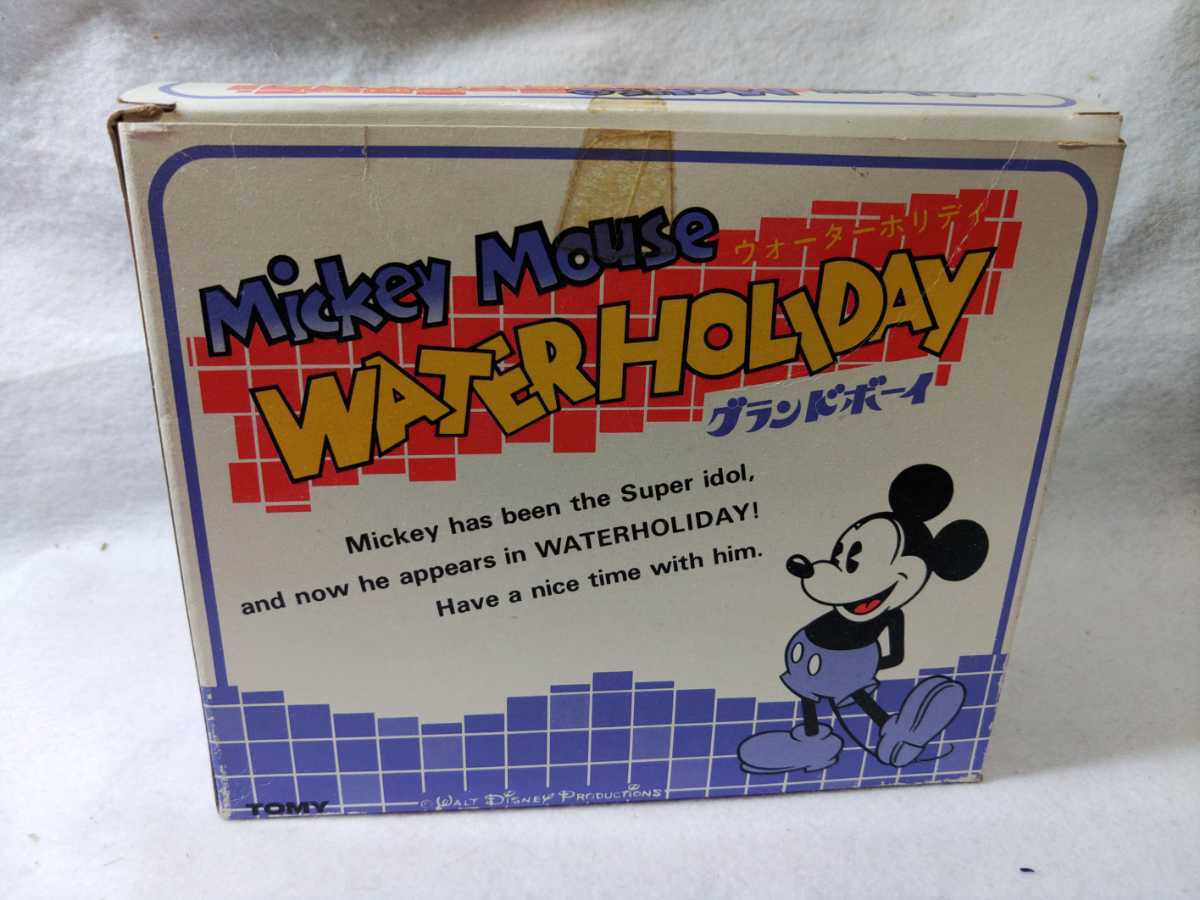 Mickey Mouse
ウォーターホリデイ
WATERHOLIDAY
グランドボーイ
Mickey has been the Super idol,
and now he appears in WATERHOLIDAY!
Have a nice time with him.
TOMY
© WALT DISNEY PRODUCTIONS